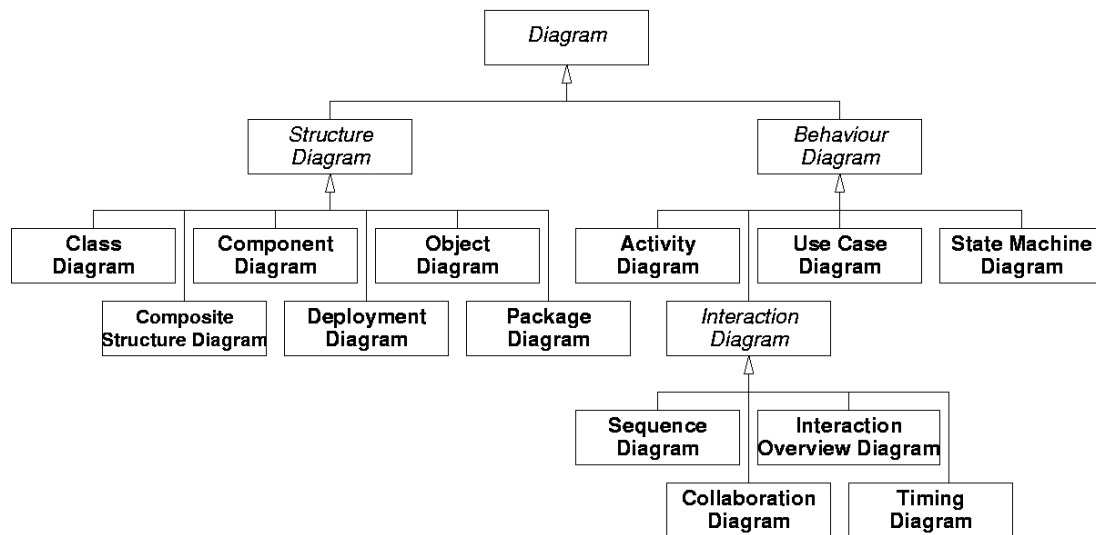 Diagram
Structure
Diagram
Behaviour
Diagram
Class
Diagram
Component
Diagram
Object
Diagram
Activity
Diagram
Use Case
Diagram
State Machine
Diagram
Composite
Structure Diagram
Deployment
Diagram
Package
Diagram
Interaction
Diagram
Sequence
Diagram
Interaction
Overview Diagram
Collaboration
Diagram
Timing
Diagram